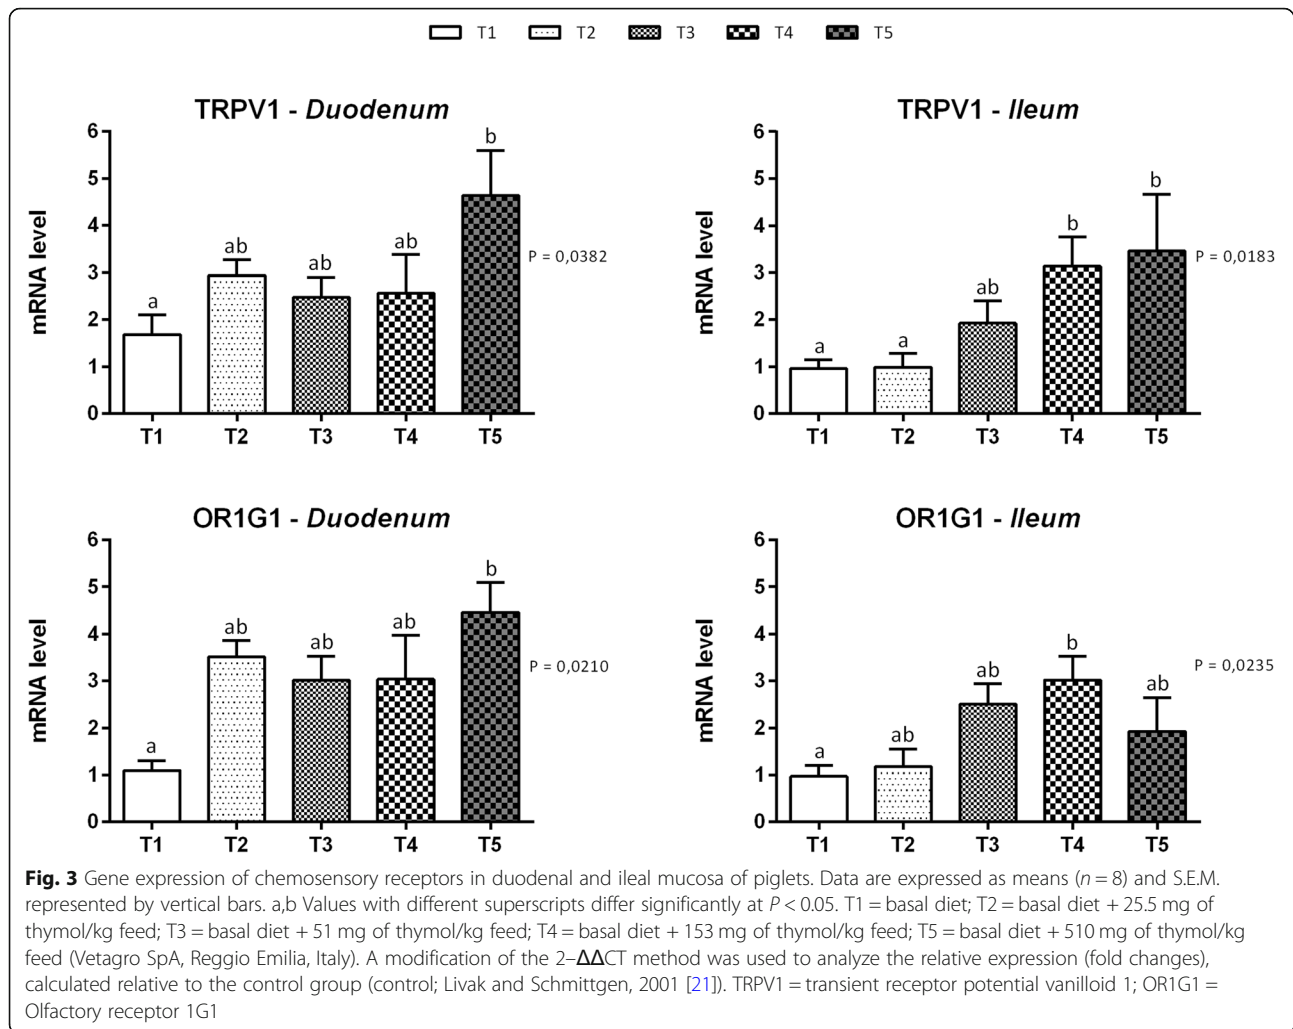 T1 T2 T3 T4 T5
TRPV1 - Duodenum
mRNA level
6
5
4
3
2
1
0
a
ab
ab
ab
b
P = 0,0382
T1 T2 T3 T4 T5
TRPV1 - Ileum
mRNA level
6
5
4
3
2
1
0
a
a
ab
b
b
P = 0,0183
T1 T2 T3 T4 T5
OR1G1 - Duodenum
mRNA level
6
5
4
3
2
1
0
a
ab
ab
ab
b
P = 0,0210
T1 T2 T3 T4 T5
OR1G1 - Ileum
mRNA level
6
5
4
3
2
1
0
a
ab
ab
b
ab
P = 0,0235
T1 T2 T3 T4 T5
Fig. 3 Gene expression of chemosensory receptors in duodenal and ileal mucosa of piglets. Data are expressed as means (n = 8) and S.E.M.
represented by vertical bars. a,b Values with different superscripts differ significantly at P < 0.05. T1 = basal diet; T2 = basal diet + 25.5 mg of
thymol/kg feed; T3 = basal diet + 51 mg of thymol/kg feed; T4 = basal diet + 153 mg of thymol/kg feed; T5 = basal diet + 510 mg of thymol/kg
feed (Vetagro SpA, Reggio Emilia, Italy). A modification of the 2–ΔΔCT method was used to analyze the relative expression (fold changes),
calculated relative to the control group (control; Livak and Schmittgen, 2001 [21]). TRPV1 = transient receptor potential vanilloid 1; OR1G1 =
Olfactory receptor 1G1